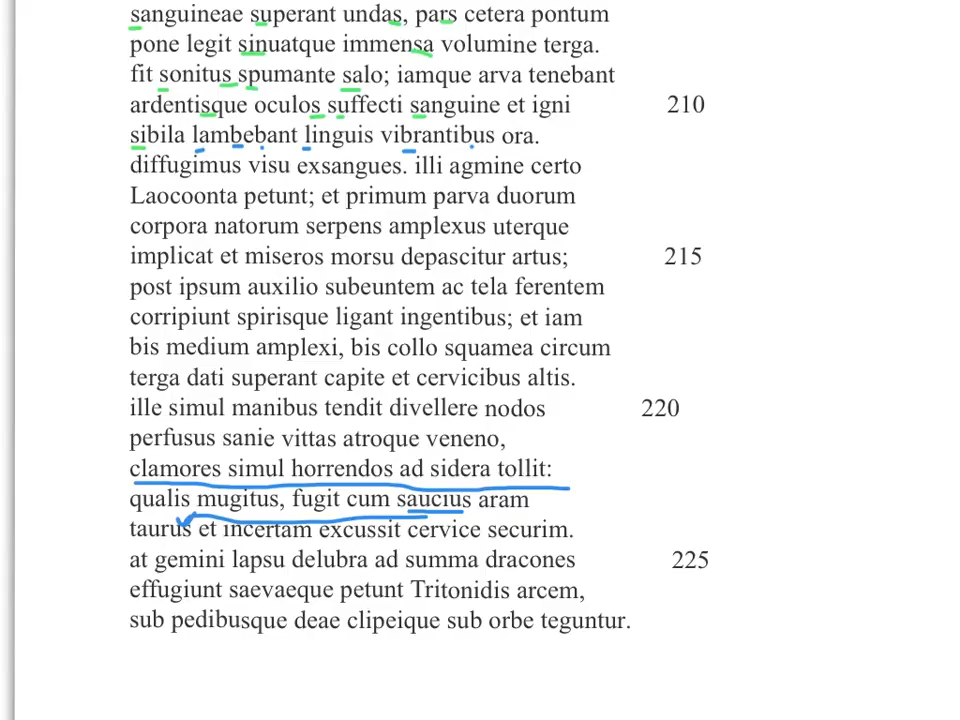 sanguineae superant undas, pars cetera pontum
pone legit sinuatque immensa volumine terga.
fit sonitus spumante salo; iamque arva tenebant
ardentisque oculos suffecti sanguine et igni 210
sibila lambebant linguis vibrantibus ora.
diffugimus visu exsangues. illi agmine certo
Laocoonta petunt; et primum parva duorum
corpora natorum serpens amplexus uterque
implicat et miseros morsu depascitur artus; 215
post ipsum auxilio subeuntem ac tela ferentem
corripiunt spirisque ligant ingentibus; et iam
bis medium amplexi, bis collo squamea circum
terga dati superant capite et cervicibus altis.
ille simul manibus tendit divellere nodos 220
perfusus sanie vittas atroque veneno,
clamores simul horrendos ad sidera tollit:
qualis mugitus, fugit cum saucius aram
taurus et incertam excussit cervice securim.
at gemini lapsu delubra ad summa dracones 225
effugiunt saevaeque petunt Tritonidis arcem,
sub pedibusque deae clipeique sub orbe teguntur.